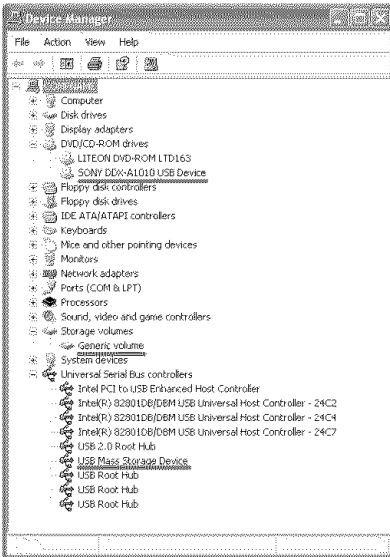 Device Manager
File Action View Help
Computer
Disk drives
Display adapters
DVD/CD-ROM drives
LITEON DVD-ROM LTD163
SONY DDX-A1010 USB Device
Floppy disk controllers
Floppy disk drives
IDE ATA/ATAPI controllers
Keyboards
Mice and other pointing devices
Monitors
Network adapters
Ports (COM & LPT)
Processors
Sound, video and game controllers
Storage volumes
Generic volume
System devices
Universal Serial Bus controllers
Intel PCI to USB Enhanced Host Controller
Intel(R) 82801DB/DBM USB Universal Host Controller - 24C2
Intel(R) 82801DB/DBM USB Universal Host Controller - 24C4
Intel(R) 82801DB/DBM USB Universal Host Controller - 24C7
USB 2.0 Root Hub
USB Mass Storage Device
USB Root Hub
USB Root Hub
USB Root Hub